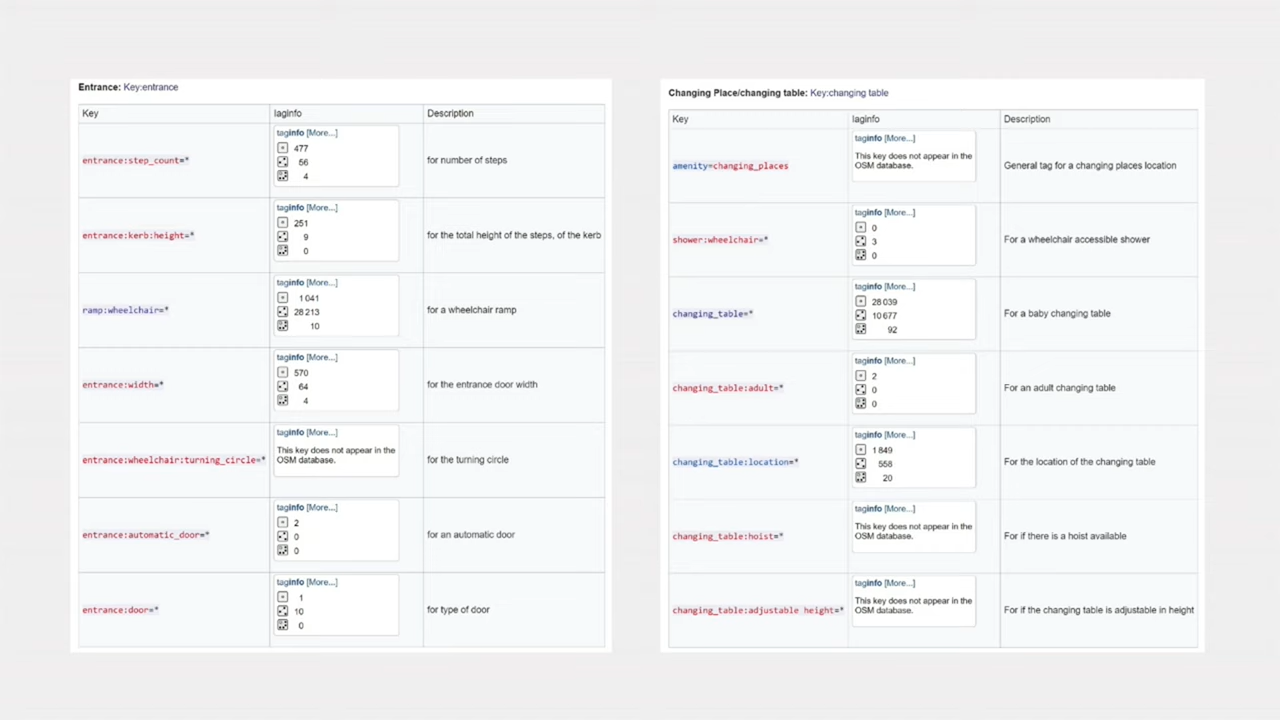 Entrance: Key:entrance
Key taginfo Description
entrance:step_count=* taginfo [More...] for number of steps
477
56
4
entrance:kerb:height=* taginfo [More...] for the total height of the steps, of the kerb
251
9
0
ramp:wheelchair=* taginfo [More...] for a wheelchair ramp
1 041
28 213
10
entrance:width=* taginfo [More...] for the entrance door width
570
64
4
entrance:wheelchair:turning_circle=* taginfo [More...] for the turning circle
This key does not appear in the
OSM database.
entrance:automatic_door=* taginfo [More...] for an automatic door
2
0
0
entrance:door=* taginfo [More...] for type of door
1
10
0
Changing Place/changing table: Key:changing table
Key taginfo Description
amenity=changing_places taginfo [More...] General tag for a changing places location
This key does not appear in the
OSM database.
shower:wheelchair=* taginfo [More...] For a wheelchair accessible shower
0
3
0
changing_table=* taginfo [More...] For a baby changing table
28 039
10 677
92
changing_table:adult=* taginfo [More...] For an adult changing table
2
0
0
changing_table:location=* taginfo [More...] For the location of the changing table
1 849
558
20
changing_table:hoist=* taginfo [More...] For if there is a hoist available
This key does not appear in the
OSM database.
changing_table:adjustable height=* taginfo [More...] For if the changing table is adjustable in height
This key does not appear in the
OSM database.